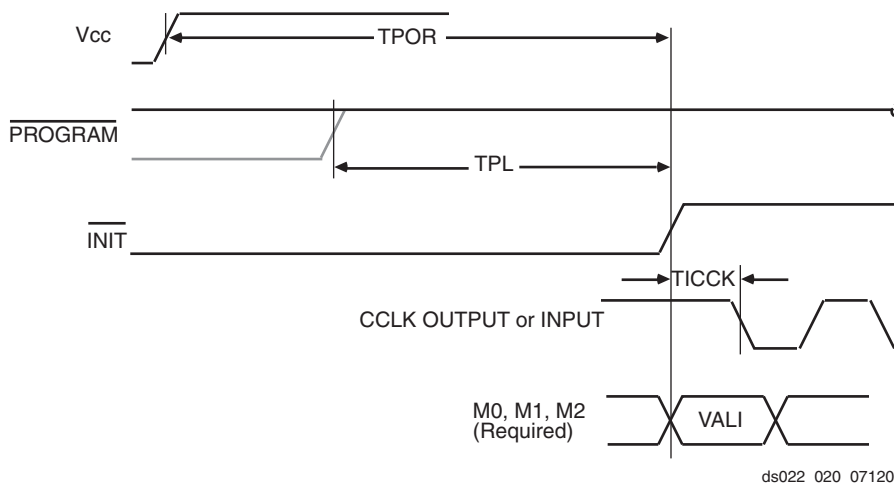 Vcc
TPOR
PROGRAM
TPL
INIT
TICCK
CCLK OUTPUT or INPUT
M0, M1, M2
(Required)
VALI
ds022_020_07120